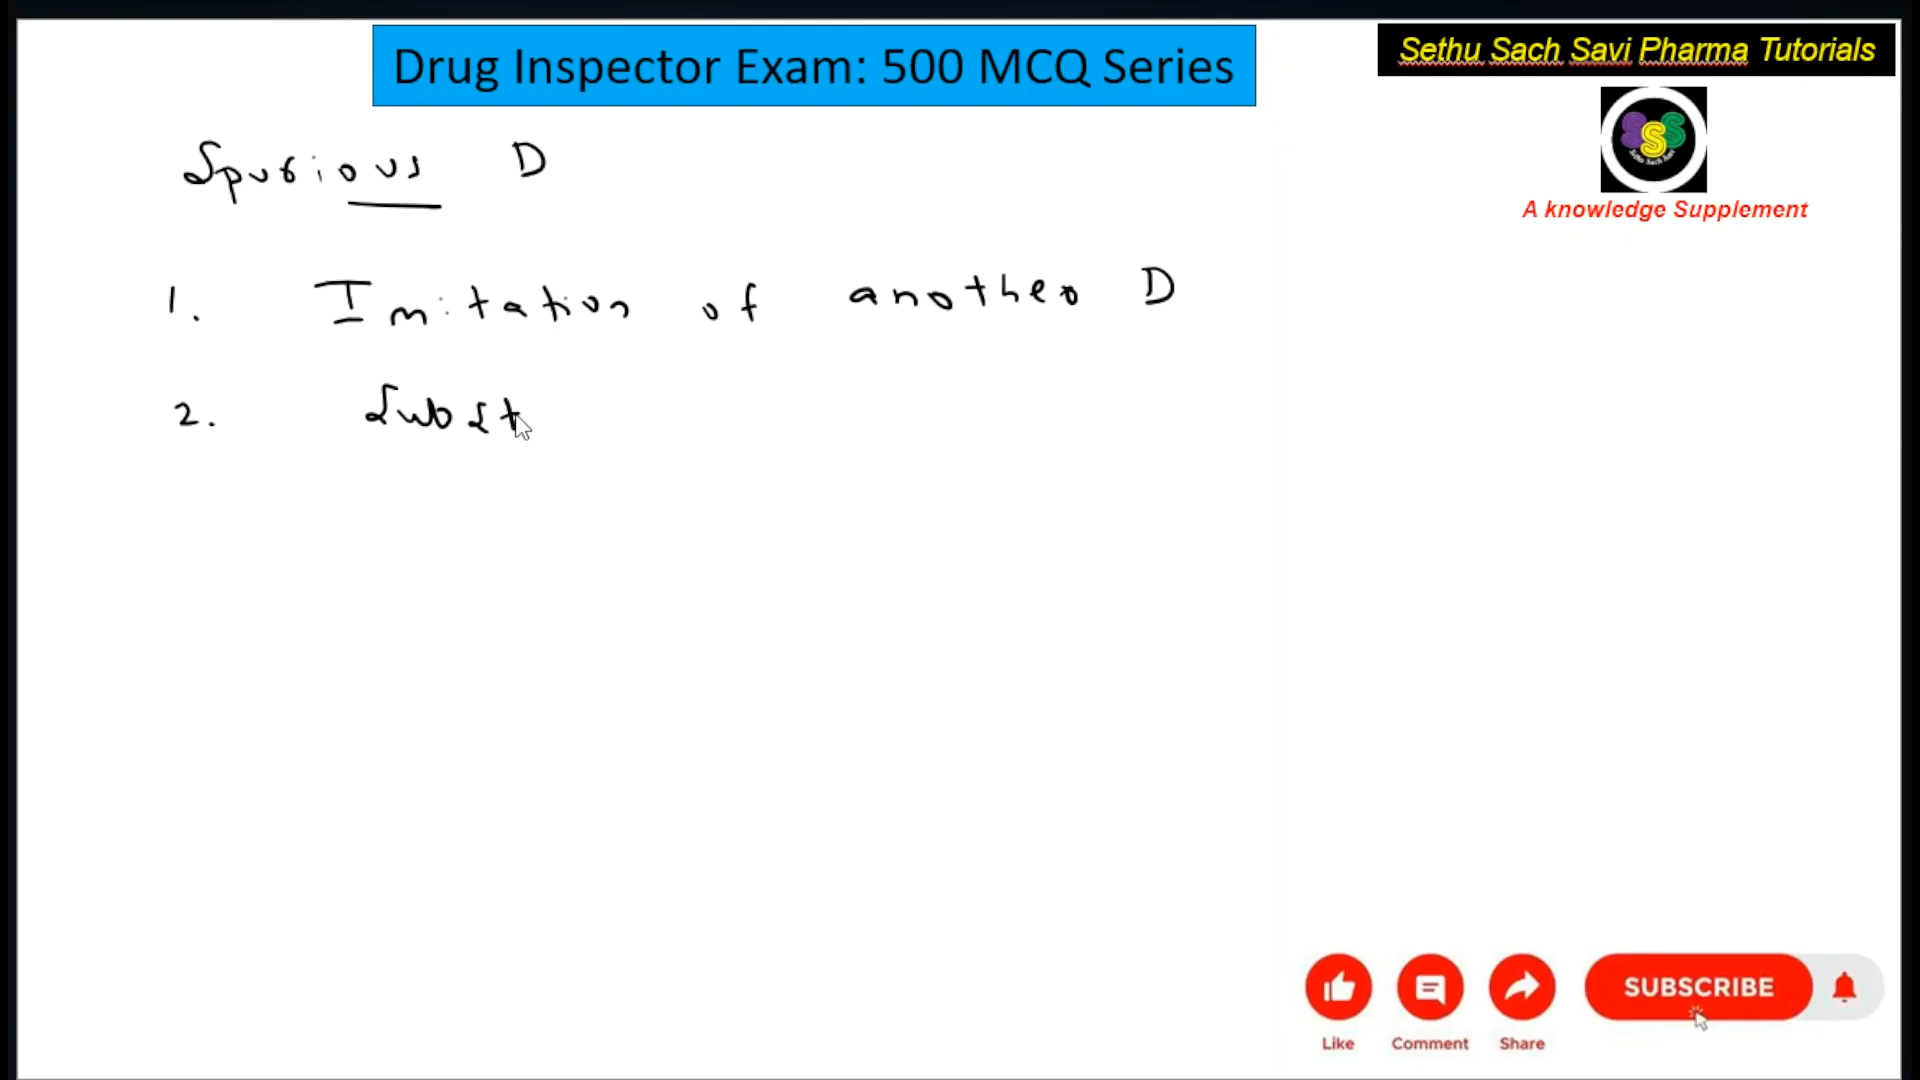 Drug Inspector Exam: 500 MCQ Series
Sethu Sach Savi Pharma Tutorials
SSS
A knowledge Supplement
Spurious D
1. Imitation of another D
2. Subst
SUBSCRIBE
Like Comment Share